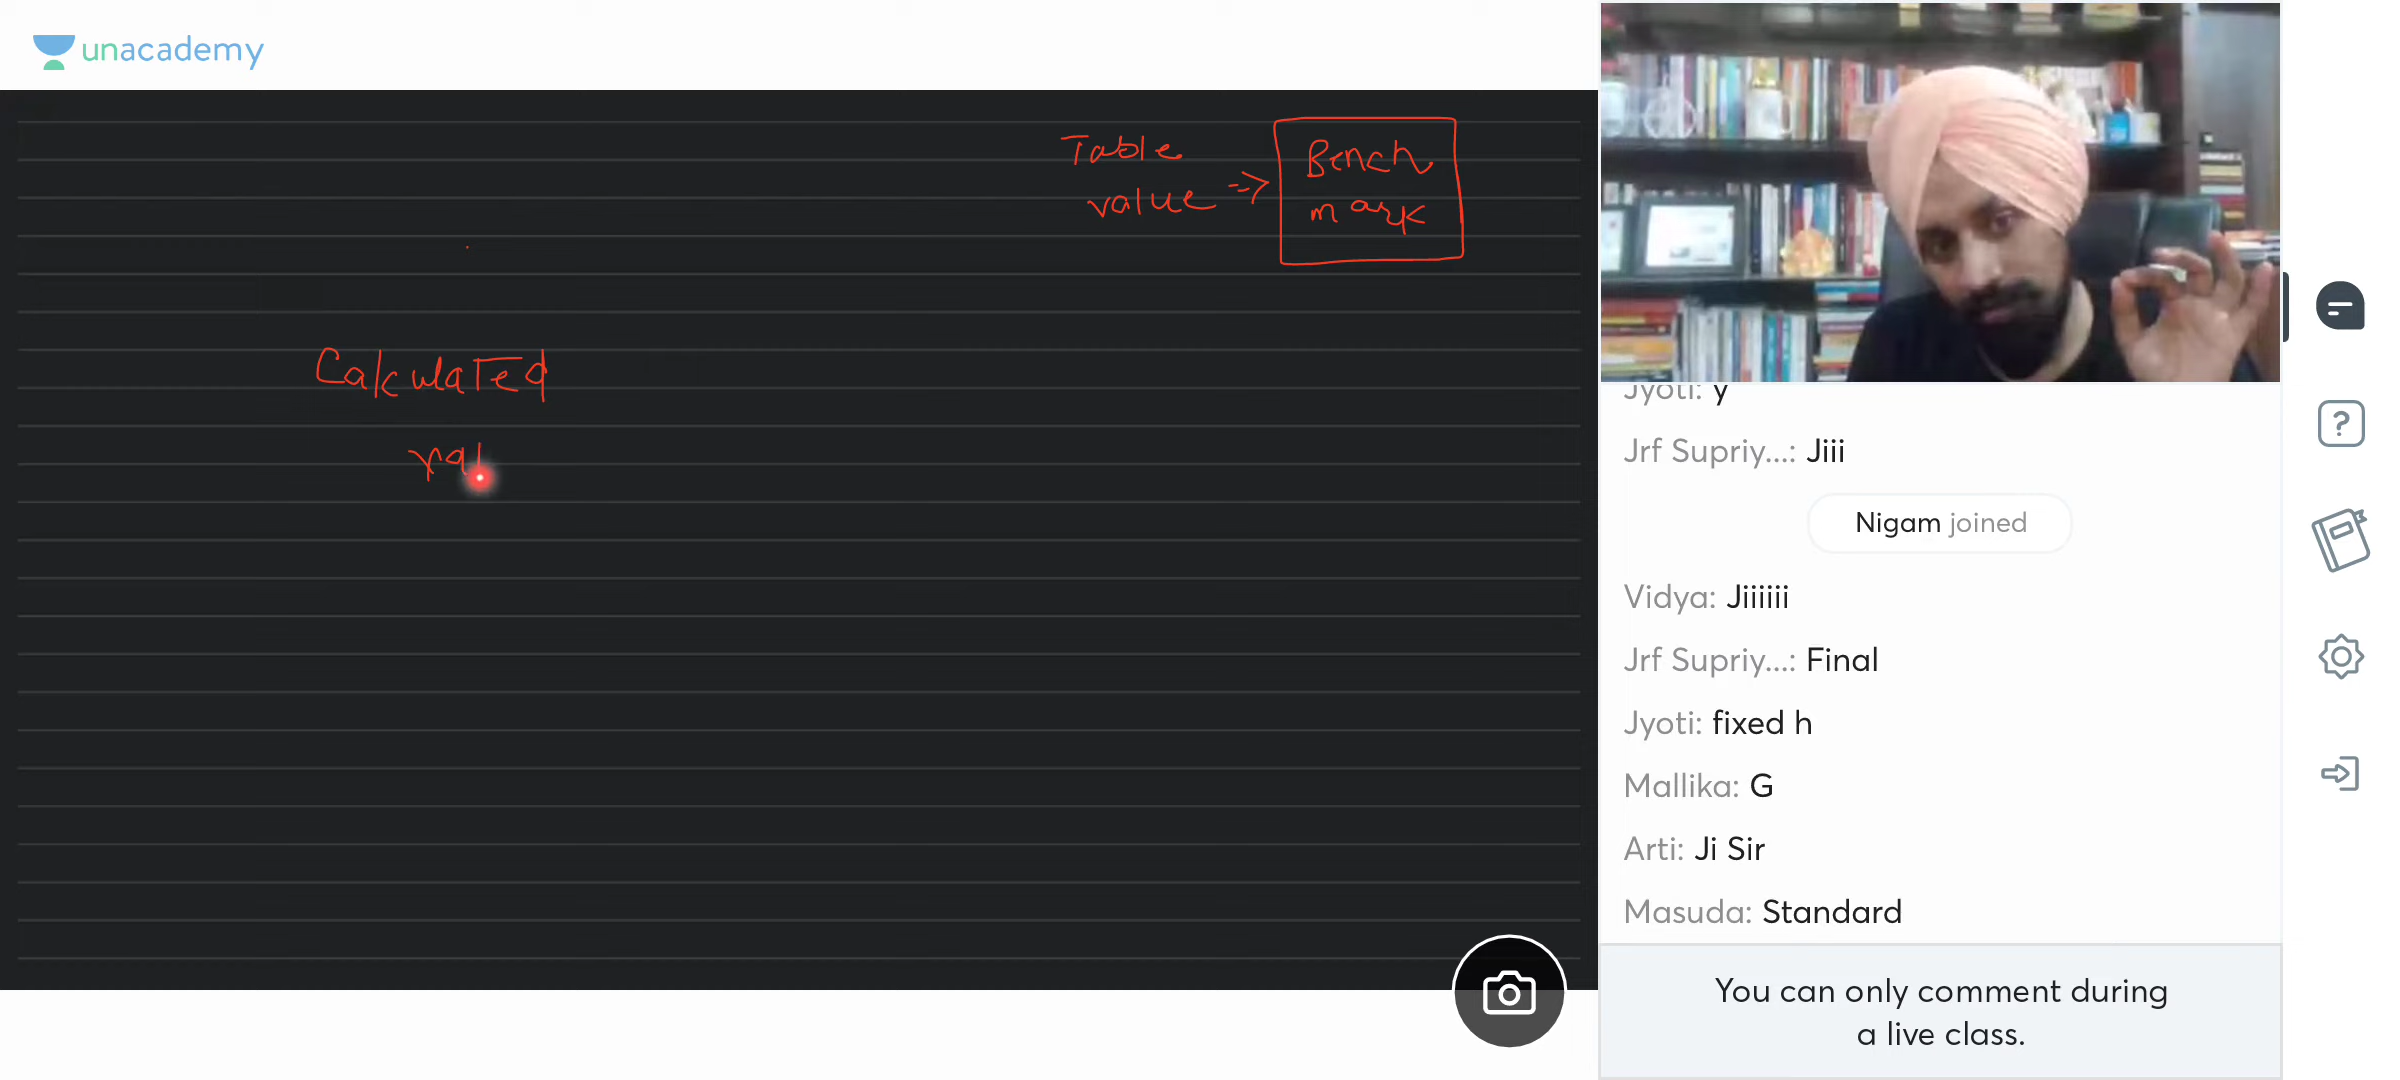 unacademy
Table
value => Bench
mark
Calculated
val
Jyoti: y
Jrf Supriy...: Jiii
Nigam joined
Vidya: Jiiiiii
Jrf Supriy...: Final
Jyoti: fixed h
Mallika: G
Arti: Ji Sir
Masuda: Standard
You can only comment during
a live class.